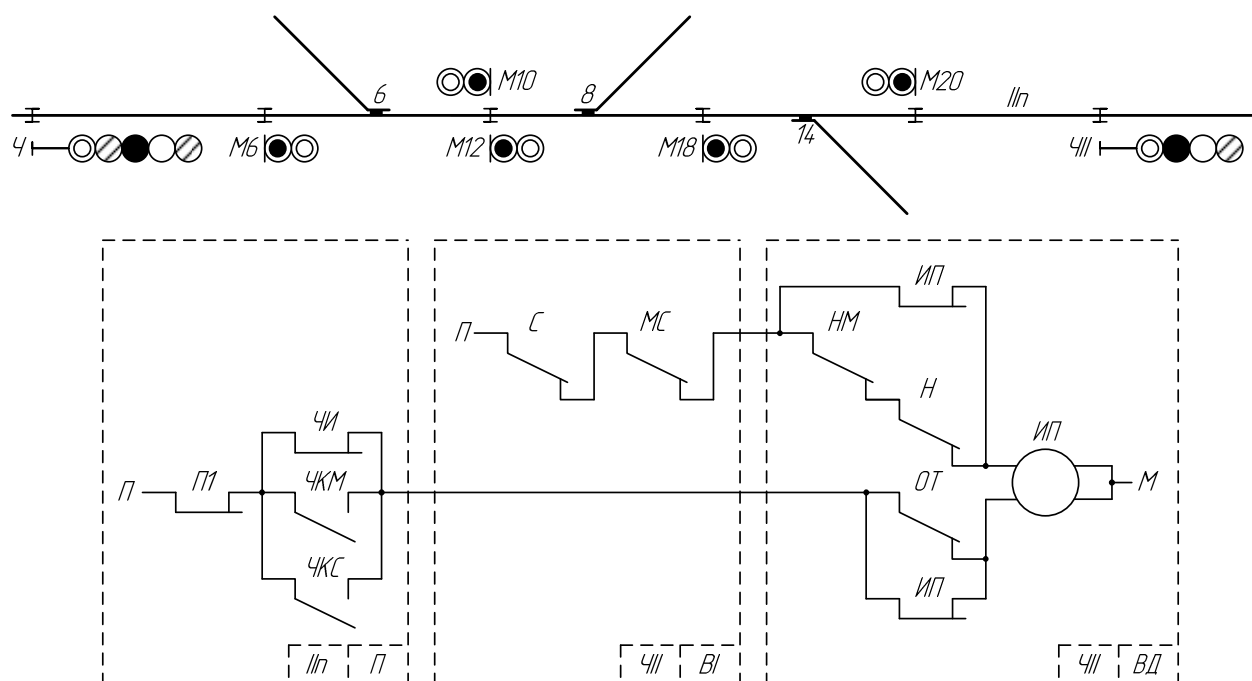 6
М10
8
М20
IIп
Ч
М6
М12
М18
14
ЧII
ИП
П
С
МС
НМ
Н
ЧИ
ИП
П
П1
ЧКМ
ОТ
М
ЧКС
ИП
IIп П
ЧII ВI
ЧII ВД